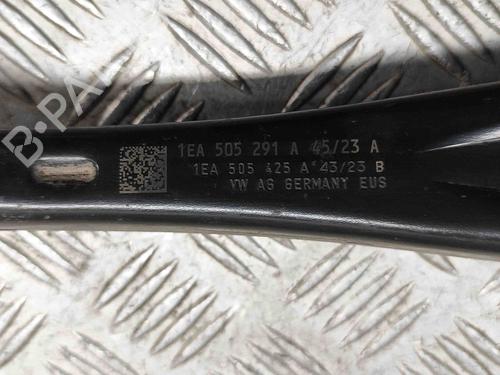 1EA 505 291 A 45/23 A
1EA 505 425 A 43/23 B
VW AG GERMANY EUS
B-PA